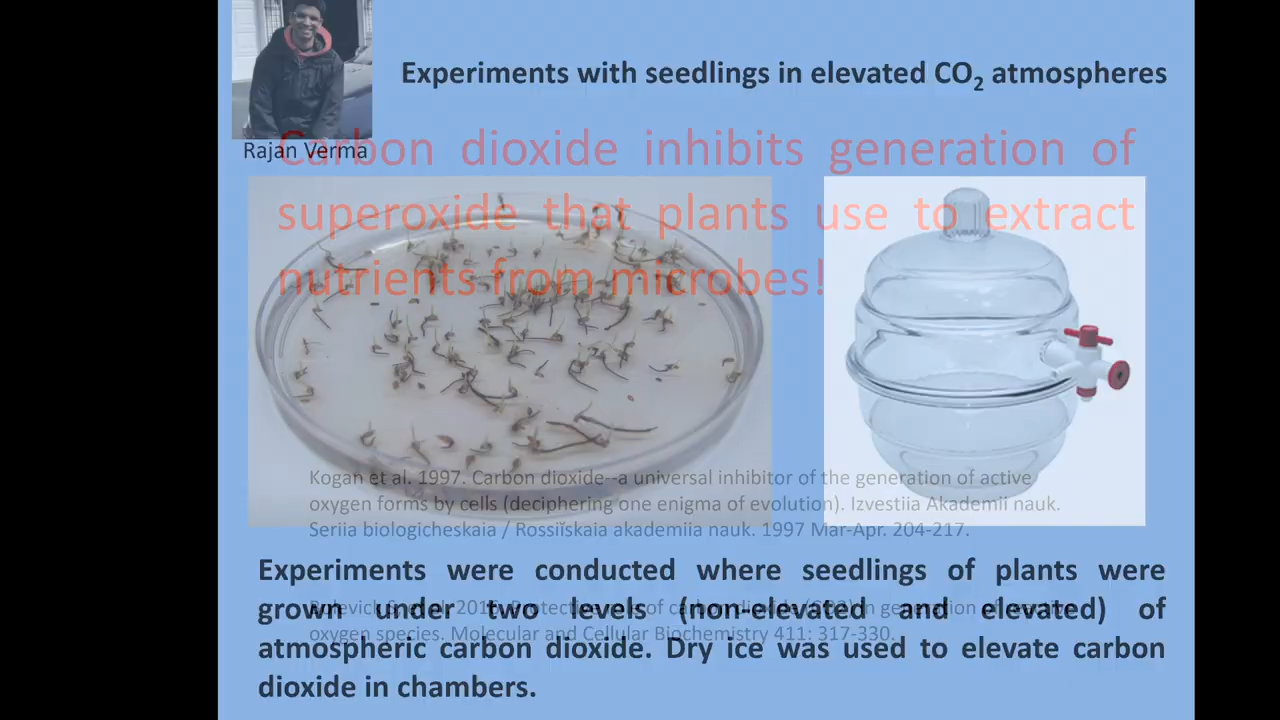 Experiments with seedlings in elevated CO2 atmospheres
Rajan Verma
Carbon dioxide inhibits generation of
superoxide that plants use to extract
nutrients from microbes!
Kogan et al. 1997. Carbon dioxide--a universal inhibitor of the generation of active
oxygen forms by cells (deciphering one enigma of evolution). Izvestiia Akademii nauk.
Seriia biologicheskaia / Rossiĭskaia akademiia nauk. 1997 Mar-Apr. 204-217.
Experiments were conducted where seedlings of plants were
grown under two levels (non-elevated and elevated) of
oxygen species. Molecular and Cellular Biochemistry 411: 317-330.
atmospheric carbon dioxide. Dry ice was used to elevate carbon
dioxide in chambers.